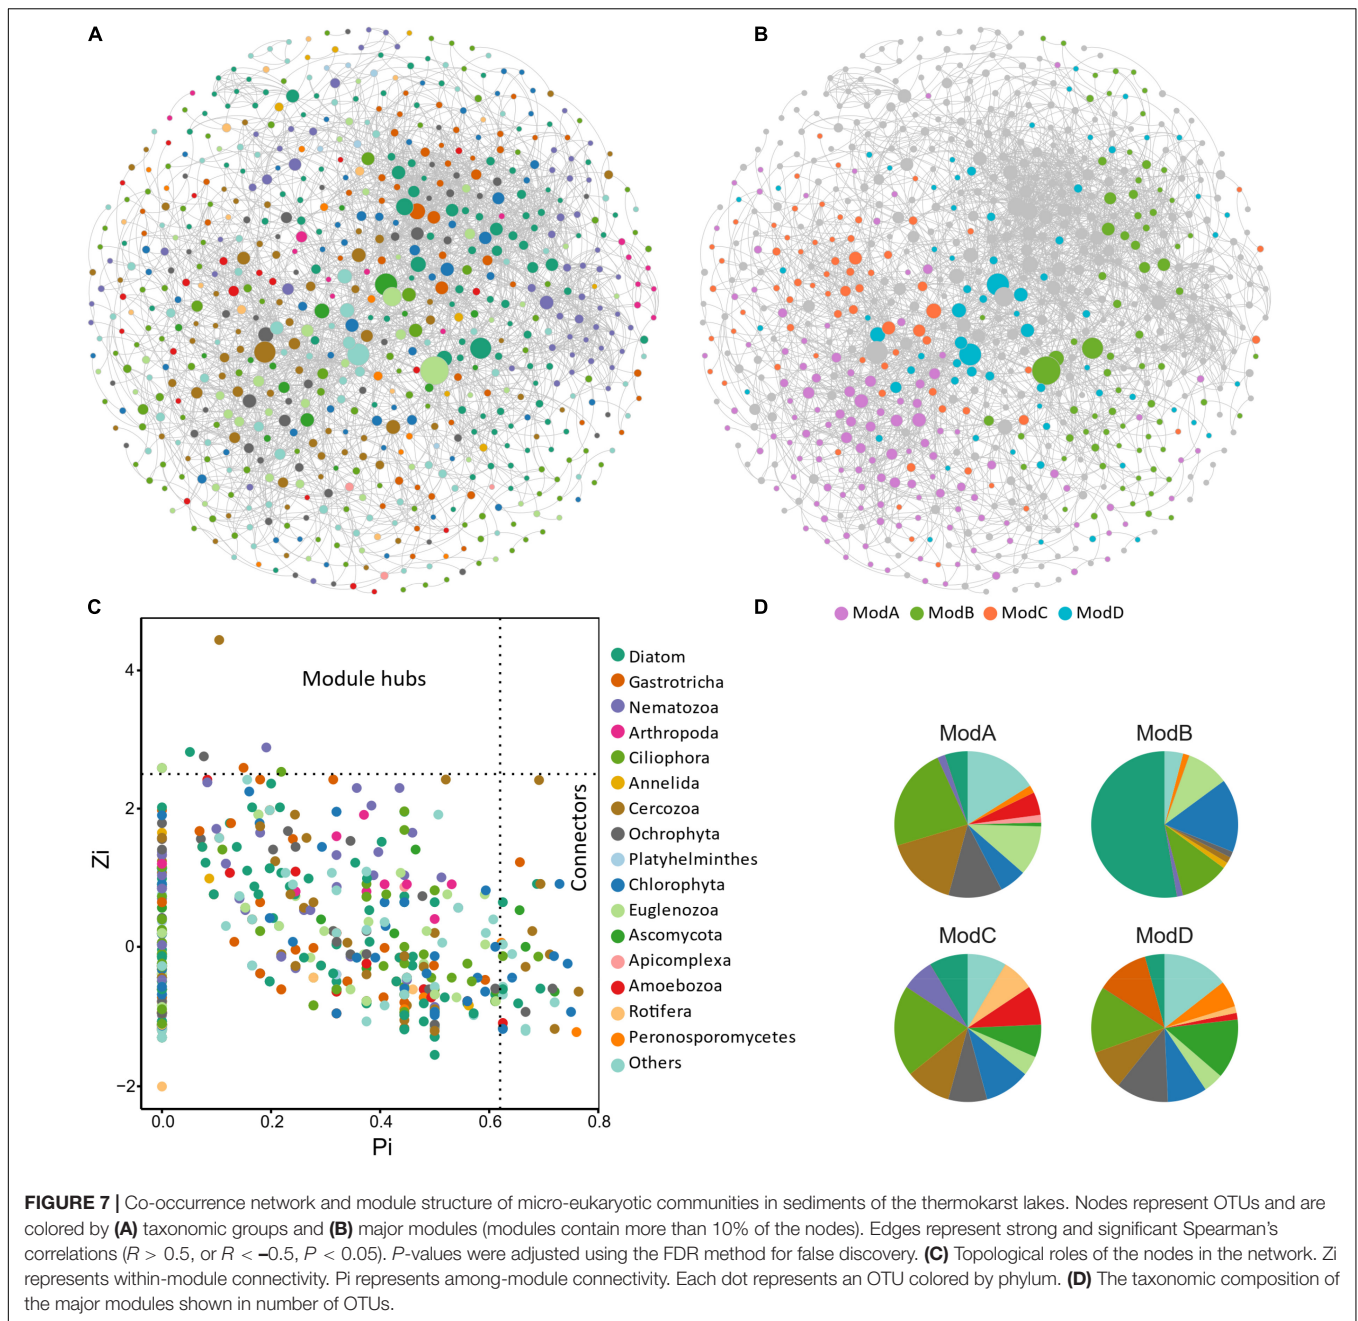 A
B
C
D
ModA ModB ModC ModD
4
2
0
−2
Zi
0.0 0.2 0.4 0.6 0.8
Pi
Module hubs
Connectors
Diatom
Gastrotricha
Nematozoa
Arthropoda
Ciliophora
Annelida
Cercozoa
Ochrophyta
Platyhelminthes
Chlorophyta
Euglenozoa
Ascomycota
Apicomplexa
Amoebozoa
Rotifera
Peronosporomycetes
Others
ModA ModB
ModC ModD
FIGURE 7 | Co-occurrence network and module structure of micro-eukaryotic communities in sediments of the thermokarst lakes. Nodes represent OTUs and are
colored by (A) taxonomic groups and (B) major modules (modules contain more than 10% of the nodes). Edges represent strong and significant Spearman's
correlations (R > 0.5, or R < −0.5, P < 0.05). P-values were adjusted using the FDR method for false discovery. (C) Topological roles of the nodes in the network. Zi
represents within-module connectivity. Pi represents among-module connectivity. Each dot represents an OTU colored by phylum. (D) The taxonomic composition of
the major modules shown in number of OTUs.